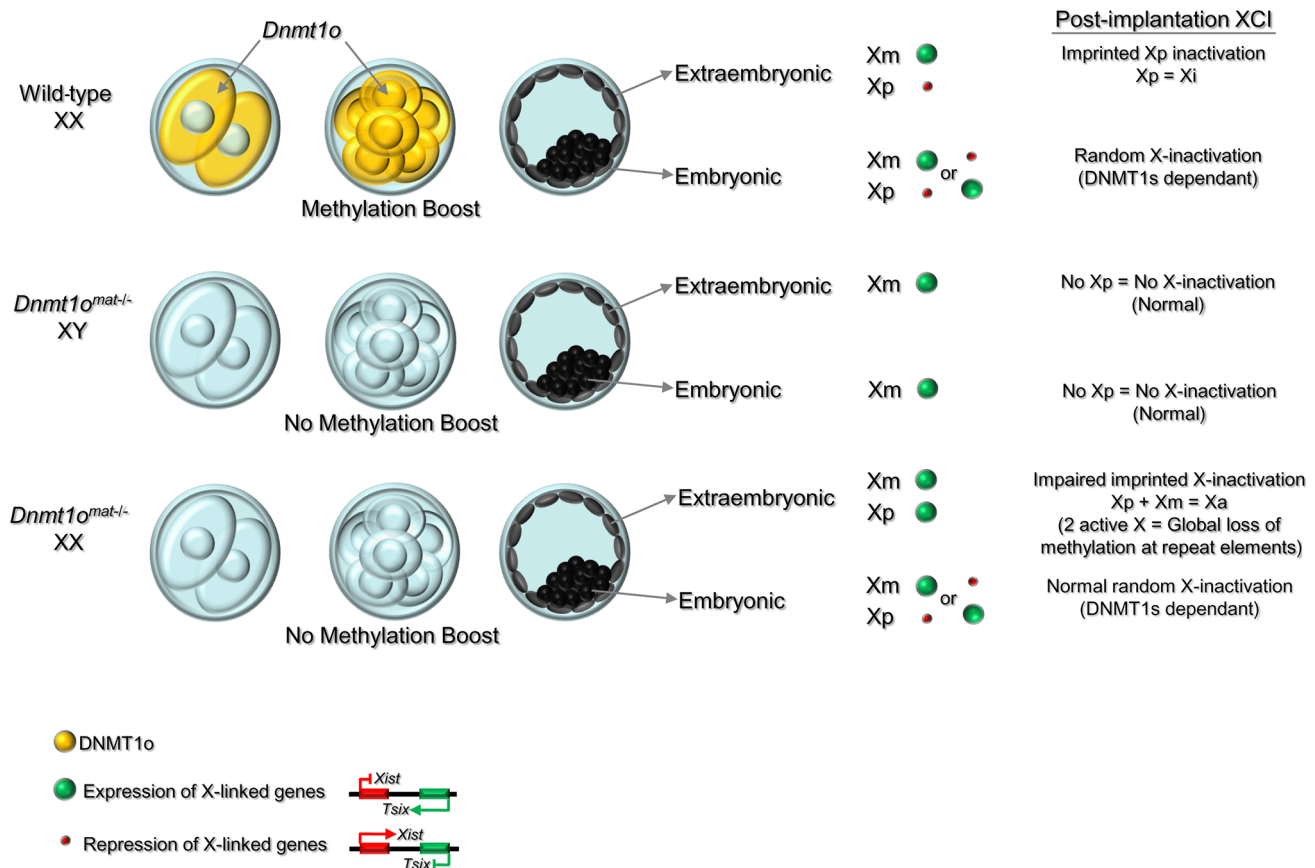 Post-implantation XCI
Dnmt1o
Wild-type
XX
Methylation Boost
Extraembryonic
Xm
Xp
Imprinted Xp inactivation
Xp = Xi
Embryonic
Xm
Xp
or
Random X-inactivation
(DNMT1s dependant)
Dnmt1o^mat-/-
XY
No Methylation Boost
Extraembryonic
Xm
No Xp = No X-inactivation
(Normal)
Embryonic
Xm
No Xp = No X-inactivation
(Normal)
Dnmt1o^mat-/-
XX
No Methylation Boost
Extraembryonic
Xm
Xp
Impaired imprinted X-inactivation
Xp + Xm = Xa
(2 active X = Global loss of
methylation at repeat elements)
Embryonic
Xm
Xp
or
Normal random X-inactivation
(DNMT1s dependant)
DNMT1o
Expression of X-linked genes
Xist
Tsix
Repression of X-linked genes
Xist
Tsix